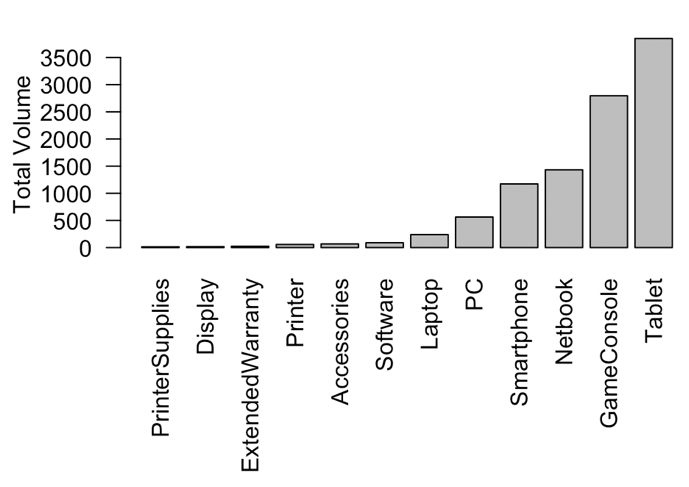 Total Volume
3500
3000
2500
2000
1500
1000
500
0
PrinterSupplies
Display
ExtendedWarranty
Printer
Accessories
Software
Laptop
PC
Smartphone
Netbook
GameConsole
Tablet